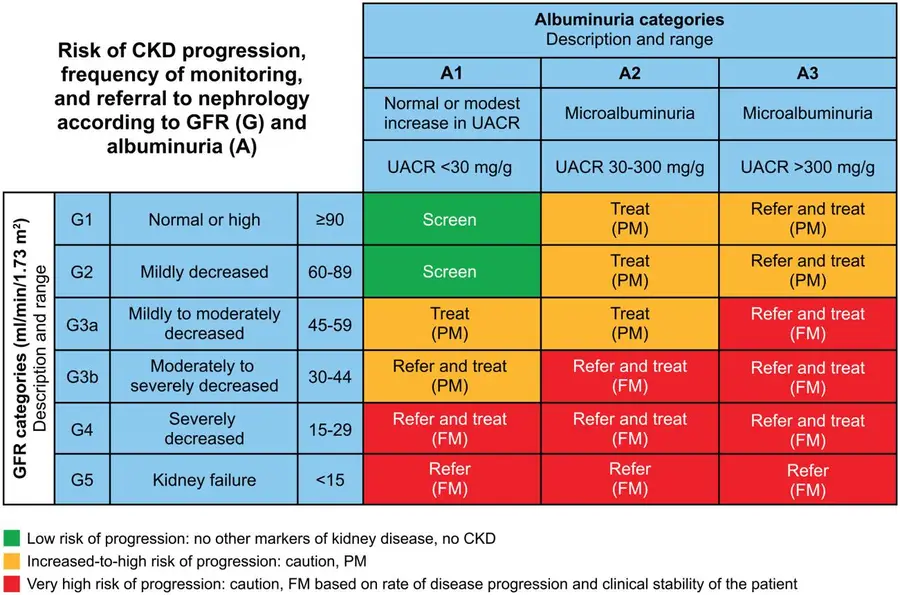 Risk of CKD progression,
frequency of monitoring,
and referral to nephrology
according to GFR (G) and
albuminuria (A)
Albuminuria categories
Description and range
A1
A2
A3
Normal or modest
increase in UACR
Microalbuminuria
Microalbuminuria
UACR <30 mg/g
UACR 30-300 mg/g
UACR >300 mg/g
GFR categories (ml/min/1.73 m²)
Description and range
G1
Normal or high
≥90
Screen
Treat
(PM)
Refer and treat
(PM)
G2
Mildly decreased
60-89
Screen
Treat
(PM)
Refer and treat
(PM)
G3a
Mildly to moderately
decreased
45-59
Treat
(PM)
Treat
(PM)
Refer and treat
(FM)
G3b
Moderately to
severely decreased
30-44
Refer and treat
(PM)
Refer and treat
(FM)
Refer and treat
(FM)
G4
Severely
decreased
15-29
Refer and treat
(FM)
Refer and treat
(FM)
Refer and treat
(FM)
G5
Kidney failure
<15
Refer
(FM)
Refer
(FM)
Refer
(FM)
Low risk of progression: no other markers of kidney disease, no CKD
Increased-to-high risk of progression: caution, PM
Very high risk of progression: caution, FM based on rate of disease progression and clinical stability of the patient